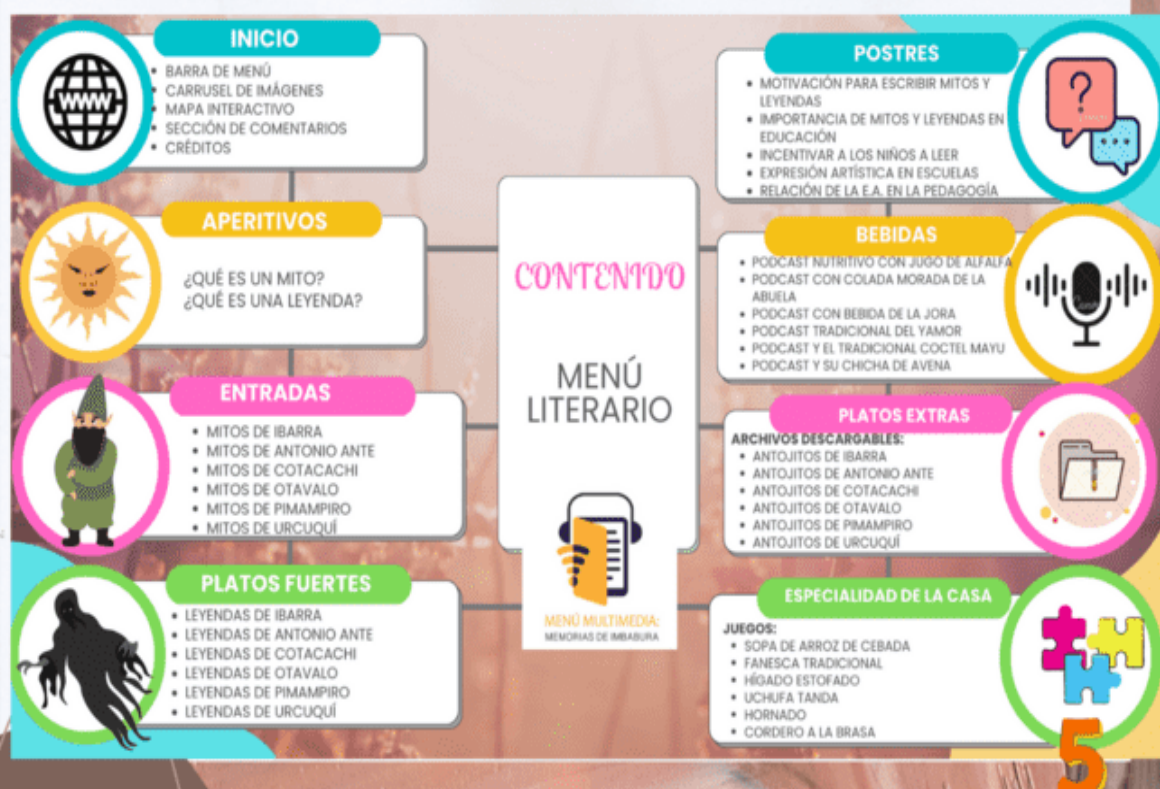 INICIO
• BARRA DE MENÚ
• CARRUSEL DE IMÁGENES
• MAPA INTERACTIVO
• SECCIÓN DE COMENTARIOS
• CRÉDITOS
WWW
APERITIVOS
¿QUÉ ES UN MITO?
¿QUÉ ES UNA LEYENDA?
ENTRADAS
• MITOS DE IBARRA
• MITOS DE ANTONIO ANTE
• MITOS DE COTACACHI
• MITOS DE OTAVALO
• MITOS DE PIMAMPIRO
• MITOS DE URCUQUÍ
PLATOS FUERTES
• LEYENDAS DE IBARRA
• LEYENDAS DE ANTONIO ANTE
• LEYENDAS DE COTACACHI
• LEYENDAS DE OTAVALO
• LEYENDAS DE PIMAMPIRO
• LEYENDAS DE URCUQUÍ
CONTENIDO
MENÚ
LITERARIO
MENÚ MULTIMEDIA:
MEMORIAS DE IMBABURA
POSTRES
• MOTIVACIÓN PARA ESCRIBIR MITOS Y
LEYENDAS
• IMPORTANCIA DE MITOS Y LEYENDAS EN
EDUCACIÓN
• INCENTIVAR A LOS NIÑOS A LEER
• EXPRESIÓN ARTÍSTICA EN ESCUELAS
• RELACIÓN DE LA E.A. EN LA PEDAGOGÍA
?
BEBIDAS
• PODCAST NUTRITIVO CON JUGO DE ALFALFA
• PODCAST CON COLADA MORADA DE LA
ABUELA
• PODCAST CON BEBIDA DE LA JORA
• PODCAST TRADICIONAL DEL YAMOR
• PODCAST Y EL TRADICIONAL COCTEL MAYU
• PODCAST Y SU CHICHA DE AVENA
PLATOS EXTRAS
ARCHIVOS DESCARGABLES:
• ANTOJITOS DE IBARRA
• ANTOJITOS DE ANTONIO ANTE
• ANTOJITOS DE COTACACHI
• ANTOJITOS DE OTAVALO
• ANTOJITOS DE PIMAMPIRO
• ANTOJITOS DE URCUQUÍ
ESPECIALIDAD DE LA CASA
JUEGOS:
• SOPA DE ARROZ DE CEBADA
• FANESCA TRADICIONAL
• HÍGADO ESTOFADO
• UCHUFA TANDA
• HORNADO
• CORDERO A LA BRASA
5